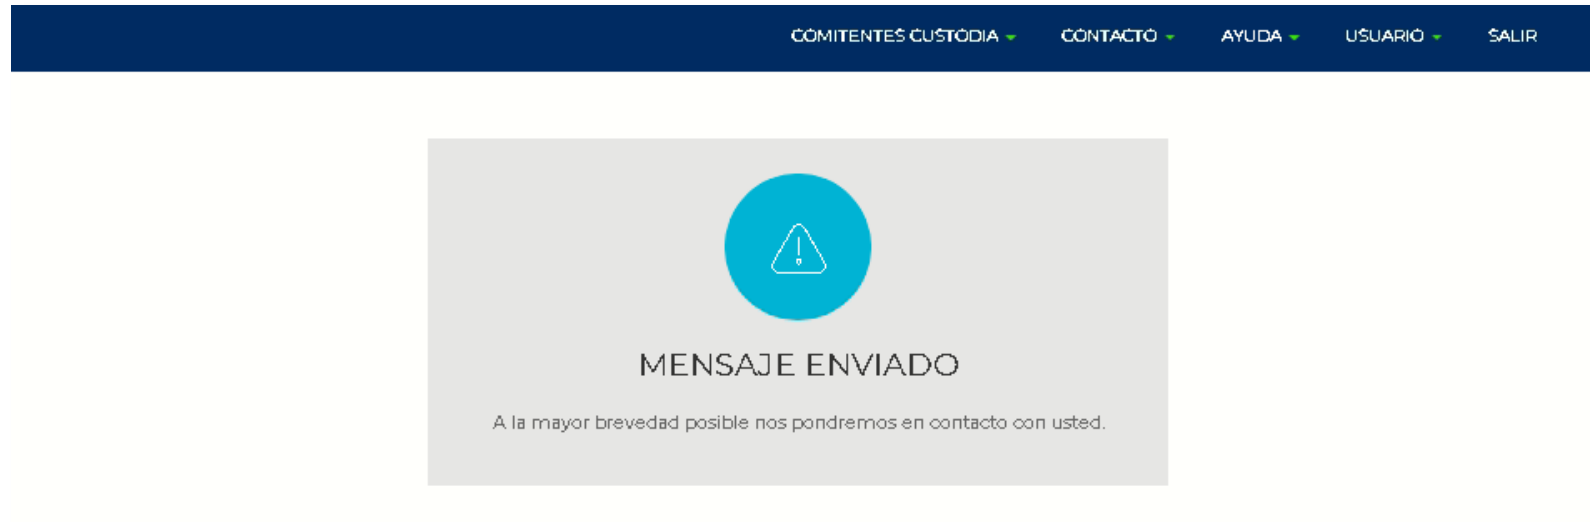 COMITENTES CUSTODIA CONTACTO AYUDA USUARIO SALIR
MENSAJE ENVIADO
A la mayor brevedad posible nos pondremos en contacto con usted.